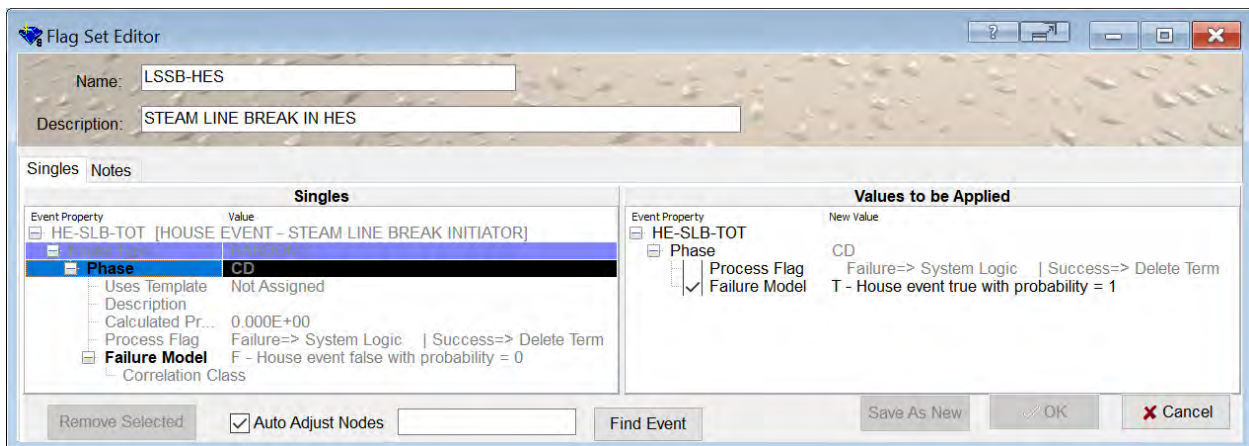 Flag Set Editor
?
Name: LSSB-HES
Description: STEAM LINE BREAK IN HES
Singles Notes
Singles
Event Property Value
HE-SLB-TOT [HOUSE EVENT - STEAM LINE BREAK INITIATOR]
Phase CD
Uses Template Not Assigned
Description
Calculated Pr... 0.000E+00
Process Flag Failure=> System Logic | Success=> Delete Term
Failure Model F - House event false with probability = 0
Correlation Class
Values to be Applied
Event Property New Value
HE-SLB-TOT
Phase CD
Process Flag Failure=> System Logic | Success=> Delete Term
Failure Model T - House event true with probability = 1
Remove Selected Auto Adjust Nodes Find Event Save As New OK Cancel